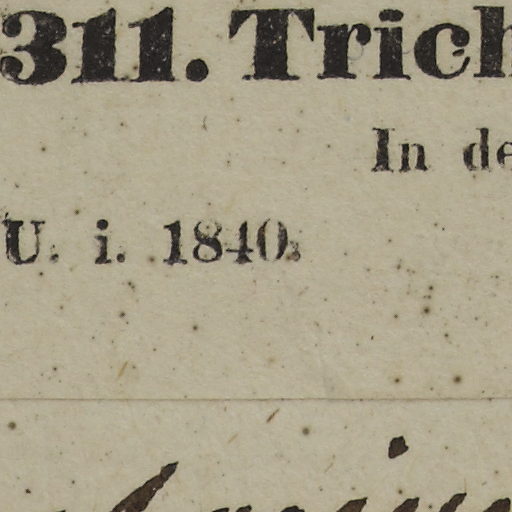 311. Trich
In de
U. i. 1840.